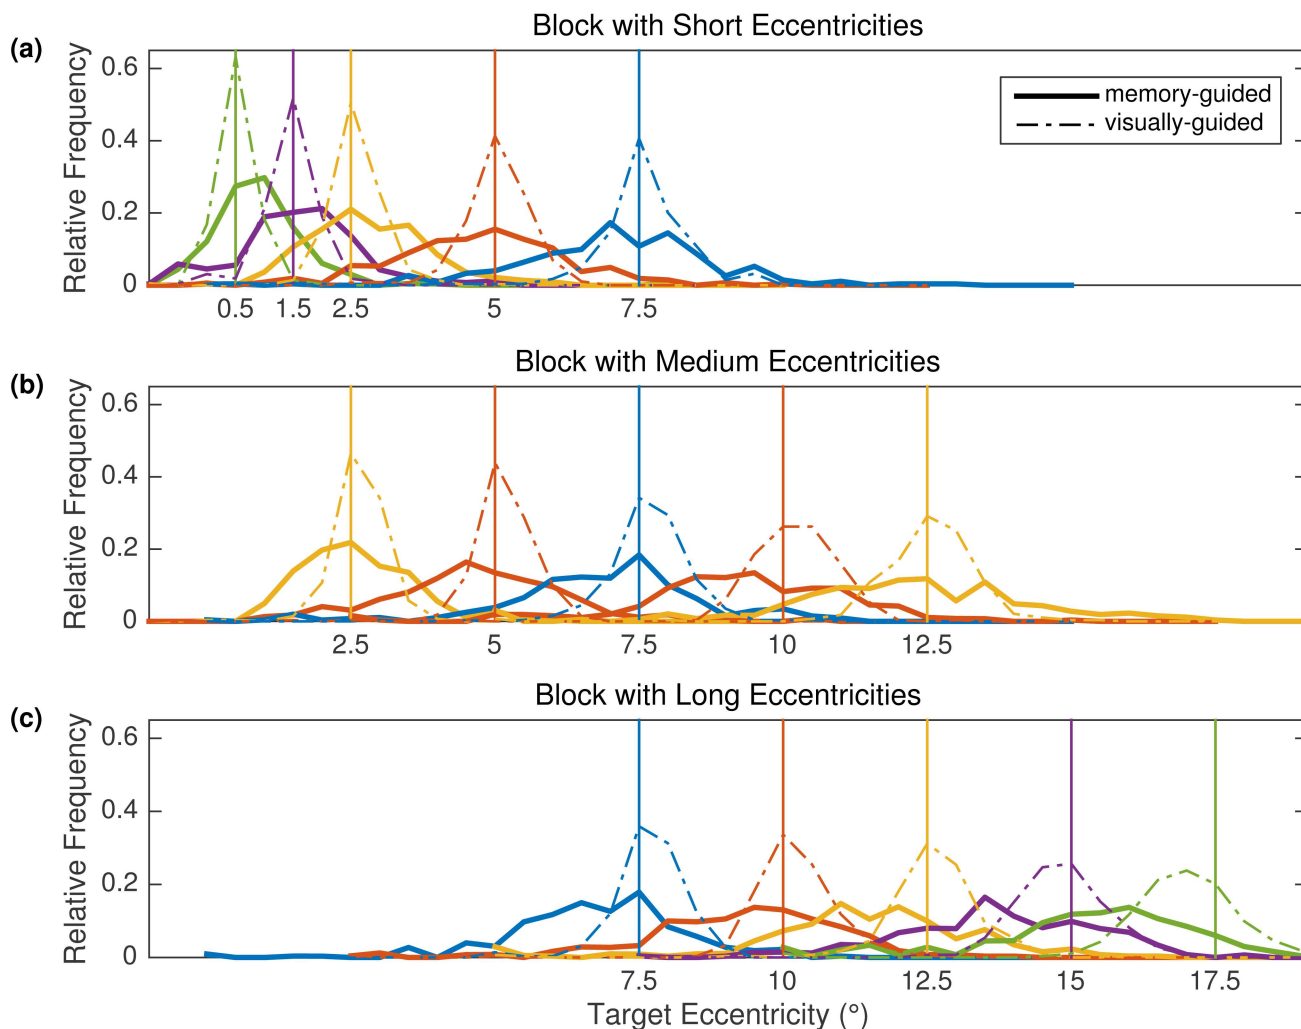 Block with Short Eccentricities
(a)
Relative Frequency
0.6
0.4
0.2
0
memory-guided
visually-guided
0.5 1.5 2.5 5 7.5
Block with Medium Eccentricities
(b)
Relative Frequency
0.6
0.4
0.2
0
2.5 5 7.5 10 12.5
Block with Long Eccentricities
(c)
Relative Frequency
0.6
0.4
0.2
0
7.5 10 12.5 15 17.5
Target Eccentricity (°)